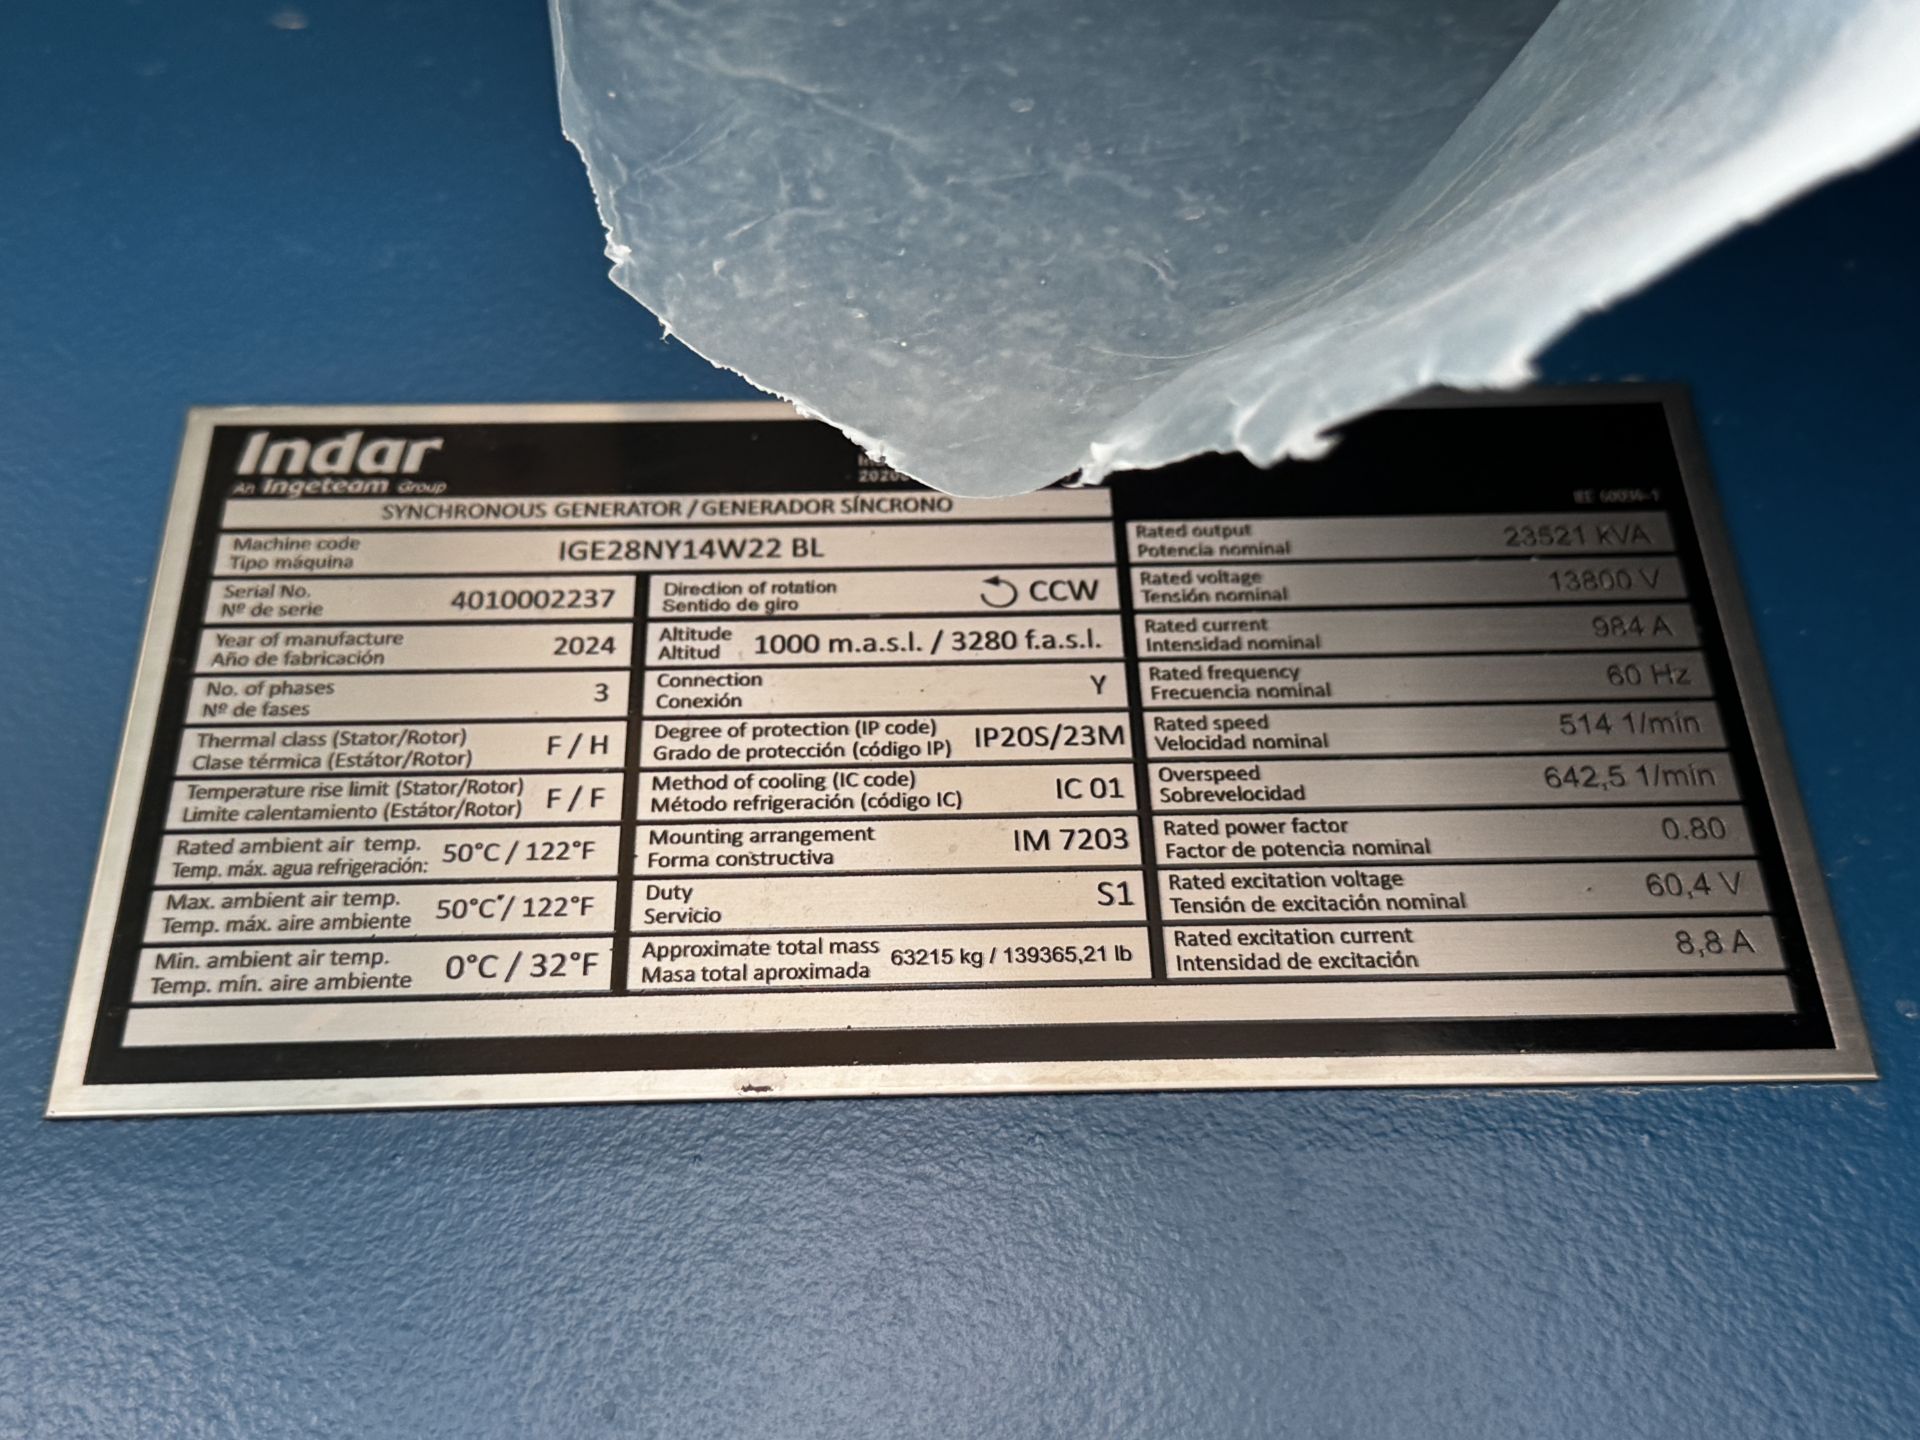 Indar
An Ingeteam Group
SYNCHRONOUS GENERATOR / GENERADOR SÍNCRONO
Machine code
Tipo máquina
IGE28NY14W22 BL
Serial No.
Nº de serie
4010002237
Year of manufacture
Año de fabricación
2024
No. of phases
Nº de fases
3
Thermal class (Stator/Rotor)
Clase térmica (Estátor/Rotor)
F / H
Temperature rise limit (Stator/Rotor)
Limite calentamiento (Estátor/Rotor)
F / F
Rated ambient air temp.
Temp. máx. agua refrigeración:
50°C / 122°F
Max. ambient air temp.
Temp. máx. aire ambiente
50°C / 122°F
Min. ambient air temp.
Temp. mín. aire ambiente
0°C / 32°F
Direction of rotation
Sentido de giro
CCW
Altitude
Altitud
1000 m.a.s.l. / 3280 f.a.s.l.
Connection
Conexión
Y
Degree of protection (IP code)
Grado de protección (código IP)
IP20S/23M
Method of cooling (IC code)
Método refrigeración (código IC)
IC 01
Mounting arrangement
Forma constructiva
IM 7203
Duty
Servicio
S1
Approximate total mass
Masa total aproximada
63215 kg / 139365,21 lb
Rated output
Potencia nominal
23521 kVA
Rated voltage
Tensión nominal
13800 V
Rated current
Intensidad nominal
984 A
Rated frequency
Frecuencia nominal
60 Hz
Rated speed
Velocidad nominal
514 1/min
Overspeed
Sobrevelocidad
642,5 1/min
Rated power factor
Factor de potencia nominal
0.80
Rated excitation voltage
Tensión de excitación nominal
60,4 V
Rated excitation current
Intensidad de excitación
8,8 A